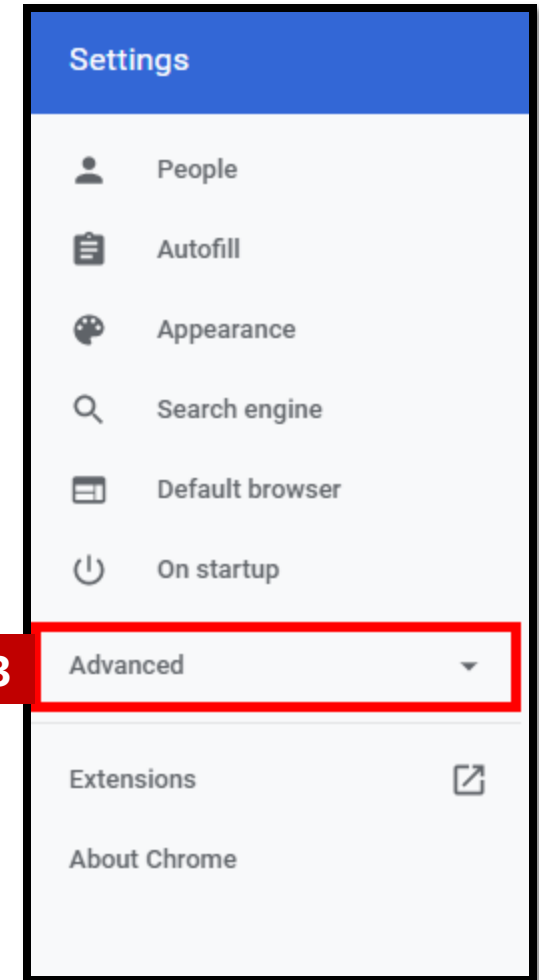 Settings
People
Autofill
Appearance
Search engine
Default browser
On startup
3
Advanced
Extensions
About Chrome